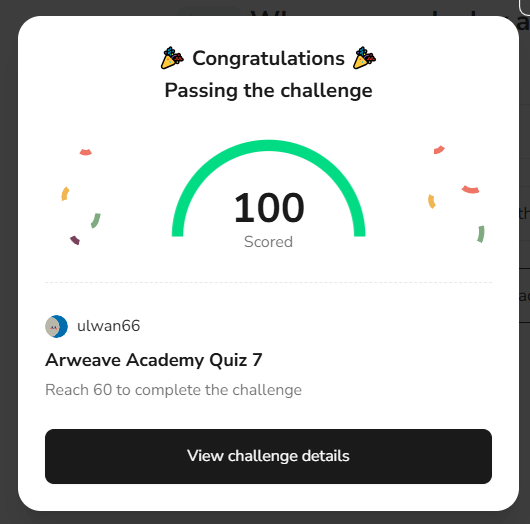 🎉 Congratulations 🎉
Passing the challenge
100
Scored
ulwan66
Arweave Academy Quiz 7
Reach 60 to complete the challenge
View challenge details